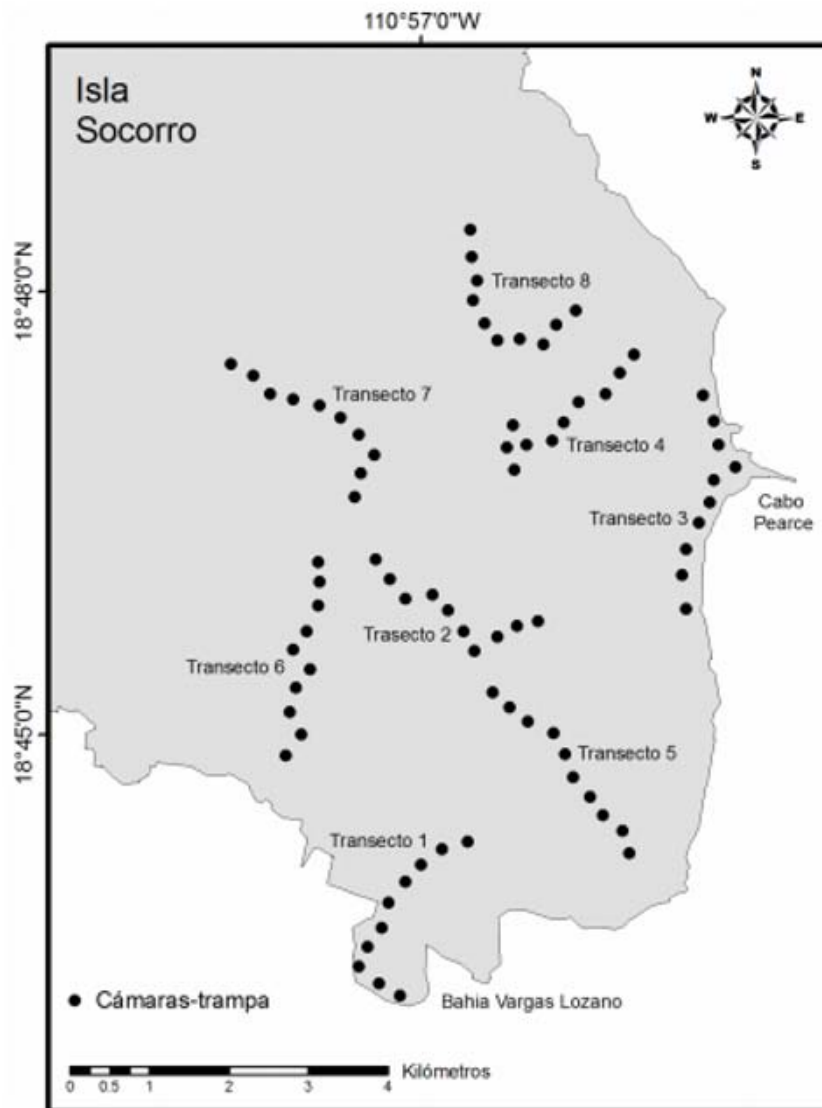 110°57'0"W
Isla
Socorro
N
W E
S
18°48'0"N
Transecto 8
Transecto 7
Transecto 4
Cabo
Pearce
Transecto 3
Trasecto 2
Transecto 6
18°45'0"N
Transecto 5
Transecto 1
Cámaras-trampa
Bahia Vargas Lozano
Kilómetros
0 0.5 1 2 3 4